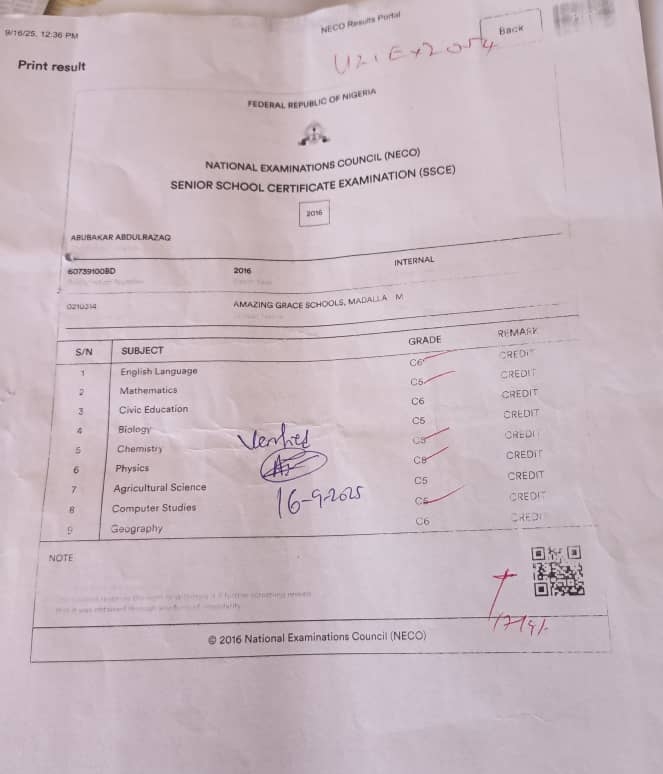 9/16/25, 12:36 PM
NECO Results Portal
Back
Print result
U21EY2054
FEDERAL REPUBLIC OF NIGERIA
NATIONAL EXAMINATIONS COUNCIL (NECO)
SENIOR SCHOOL CERTIFICATE EXAMINATION (SSCE)
2016
ABUBAKAR ABDULRAZAQ
60739100BD 2016 INTERNAL
0210314 AMAZING GRACE SCHOOLS, MADALLA M
S/N SUBJECT GRADE REMARK
1 English Language C6 CREDIT
2 Mathematics C5 CREDIT
3 Civic Education C6 CREDIT
4 Biology C5 CREDIT
5 Chemistry C5 CREDIT
6 Physics CREDIT
7 Agricultural Science C5 CREDIT
8 Computer Studies C5 CREDIT
9 Geography C6 CREDIT
Verified
16-9-2025
NOTE
© 2016 National Examinations Council (NECO)